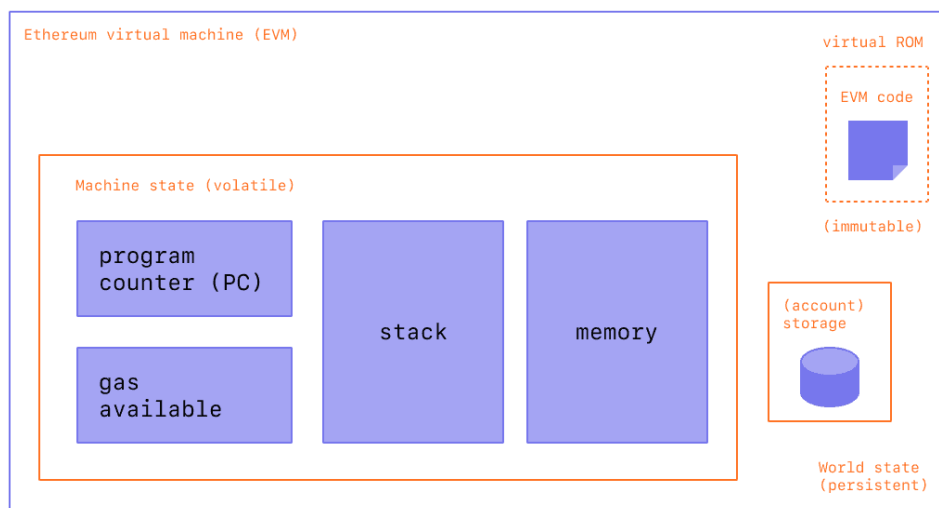 Ethereum virtual machine (EVM)
virtual ROM
EVM code
(immutable)
Machine state (volatile)
program
counter (PC)
gas
available
stack
memory
(account)
storage
World state
(persistent)